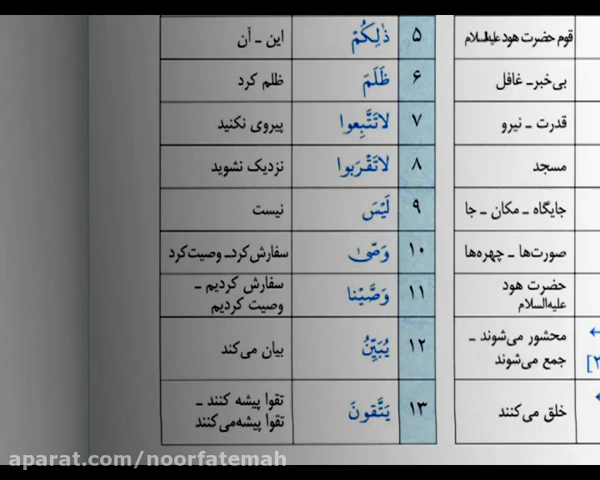 قوم حضرت هود علیه‌السلام
بی‌خبر ـ غافل
قدرت ـ نیرو
مسجد
جایگاه ـ مکان ـ جا
صورت‌ها ـ چهره‌ها
حضرت هود
علیه‌السلام
محشور می‌شوند ـ
جمع می‌شوند
خلق می‌کنند
۵ ذٰلِكُمْ این ـ آن
۶ ظَلَمَ ظلم کرد
۷ لاتَتَّبِعوا پیروی نکنید
۸ لاتَقْرَبوا نزدیک نشوید
۹ لَيْسَ نیست
۱۰ وَصّىٰ سفارش کرد ـ وصیت کرد
۱۱ وَصَّيْنا سفارش کردیم ـ
وصیت کردیم
۱۲ يُبَيِّنُ بیان می‌کند
۱۳ يَتَّقونَ تقوا پیشه کنند ـ
تقوا پیشه می‌کنند
aparat.com/noorfatemah